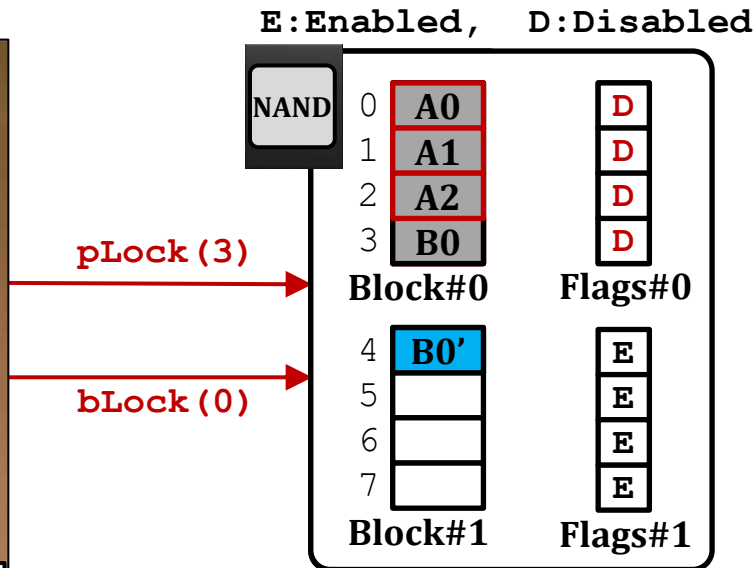 E:Enabled, D:Disabled
NAND
0 A0 D
1 A1 D
2 A2 D
3 B0 D
pLock(3)
Block#0 Flags#0
4 B0’ E
5 E
bLock(0)
6 E
7 E
Block#1 Flags#1